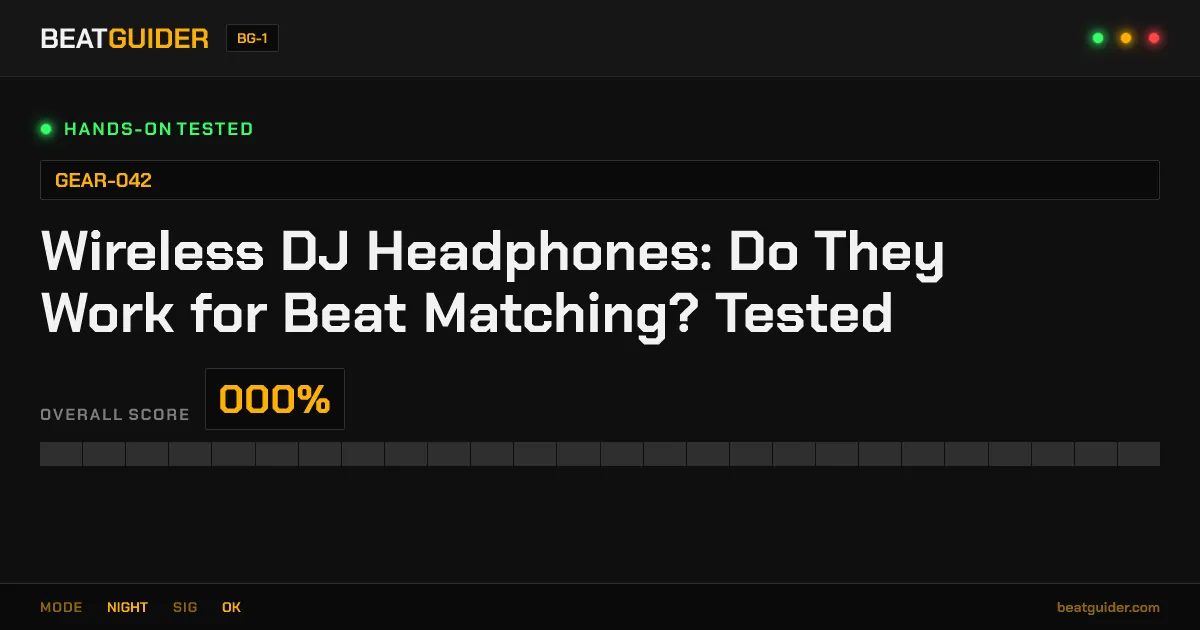 BEATGUIDER BG-1
HANDS-ON TESTED
GEAR-042
Wireless DJ Headphones: Do They
Work for Beat Matching? Tested
OVERALL SCORE 000%
MODE NIGHT SIG OK beatguider.com